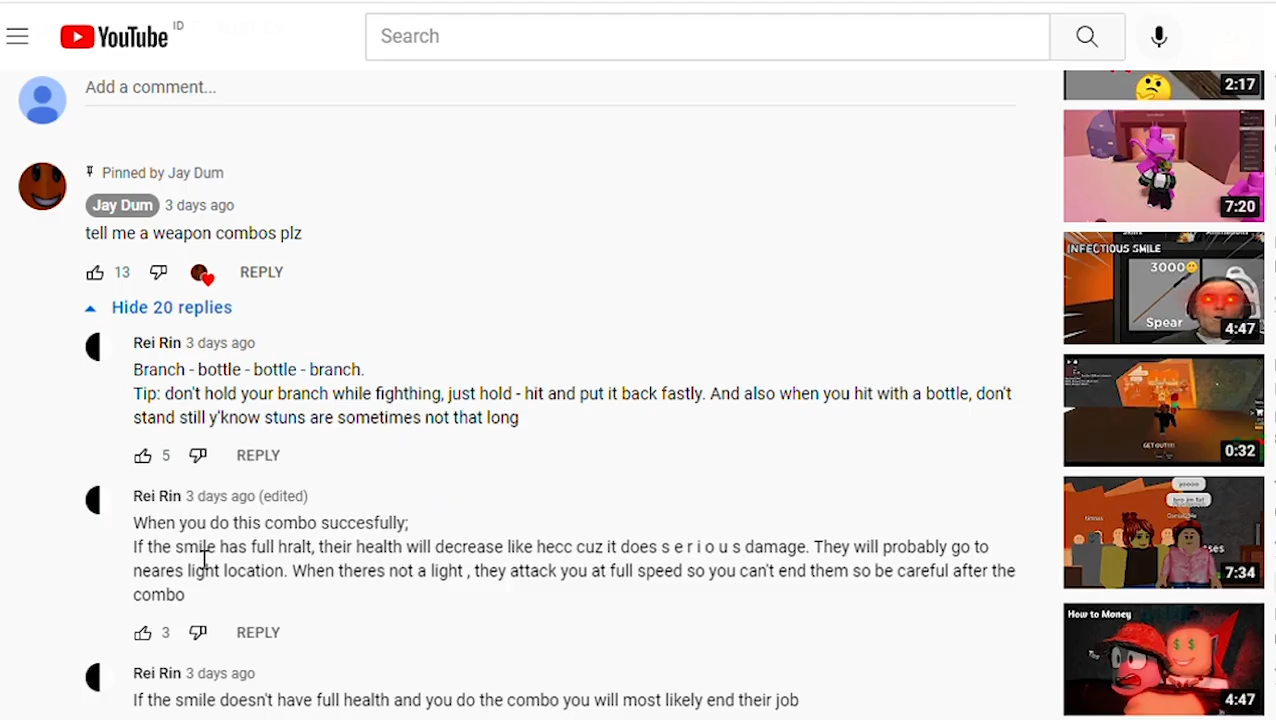 YouTube ID
Search
Add a comment...
2:17
Pinned by Jay Dum
Jay Dum 3 days ago
tell me a weapon combos plz
13 REPLY
Hide 20 replies
Rei Rin 3 days ago
Branch - bottle - bottle - branch.
Tip: don't hold your branch while fighthing, just hold - hit and put it back fastly. And also when you hit with a bottle, don't
stand still y'know stuns are sometimes not that long
5 REPLY
Rei Rin 3 days ago (edited)
When you do this combo succesfully;
If the smile has full hralt, their health will decrease like hecc cuz it does s e r i o u s damage. They will probably go to
neares light location. When theres not a light , they attack you at full speed so you can't end them so be careful after the
combo
3 REPLY
Rei Rin 3 days ago
If the smile doesn't have full health and you do the combo you will most likely end their job
7:20
INFECTIOUS SMILE
3000
Spear
4:47
GET OUT!!!!
0:32
yoooo
bro im fat
7:34
How to Money
4:47